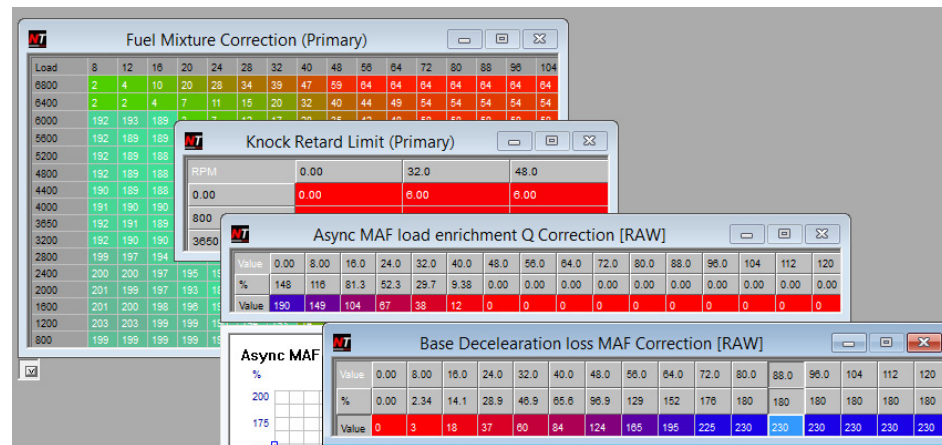 NT Fuel Mixture Correction (Primary)
Load 8 12 16 20 24 28 32 40 48 56 64 72 80 88 96 104
6800 2 4 10 20 28 34 39 47 59 64 64 64 64 64 64 64
6400 2 2 4 7 11 15 20 32 40 44 49 54 54 54 54 54
6000 192 193 189
5600 192 189 189
5200 192 189 188
4800 192 189 188
4400 190 189 188
4000 191 190 190
3650 192 191 189
3200 192 190 190
2800 199 197 194
2400 200 200 197 195
2000 201 199 197 193
1600 201 200 198 196
1200 203 203 199 199
800 199 199 199 199
NT Knock Retard Limit (Primary)
RPM 0.00 32.0 48.0
0.00 0.00 6.00 6.00
800
3650
NT Async MAF load enrichment Q Correction [RAW]
Value 0.00 8.00 16.0 24.0 32.0 40.0 48.0 56.0 64.0 72.0 80.0 88.0 96.0 104 112 120
% 148 116 81.3 52.3 29.7 9.38 0.00 0.00 0.00 0.00 0.00 0.00 0.00 0.00 0.00 0.00
Value 190 149 104 67 38 12 0 0 0 0 0 0 0 0 0 0
Async MAF
%
200
175
NT Base Decelearation loss MAF Correction [RAW]
Value 0.00 8.00 16.0 24.0 32.0 40.0 48.0 56.0 64.0 72.0 80.0 88.0 96.0 104 112 120
% 0.00 2.34 14.1 28.9 46.9 65.6 96.9 129 152 176 180 180 180 180 180 180
Value 0 3 18 37 60 84 124 165 195 225 230 230 230 230 230 230